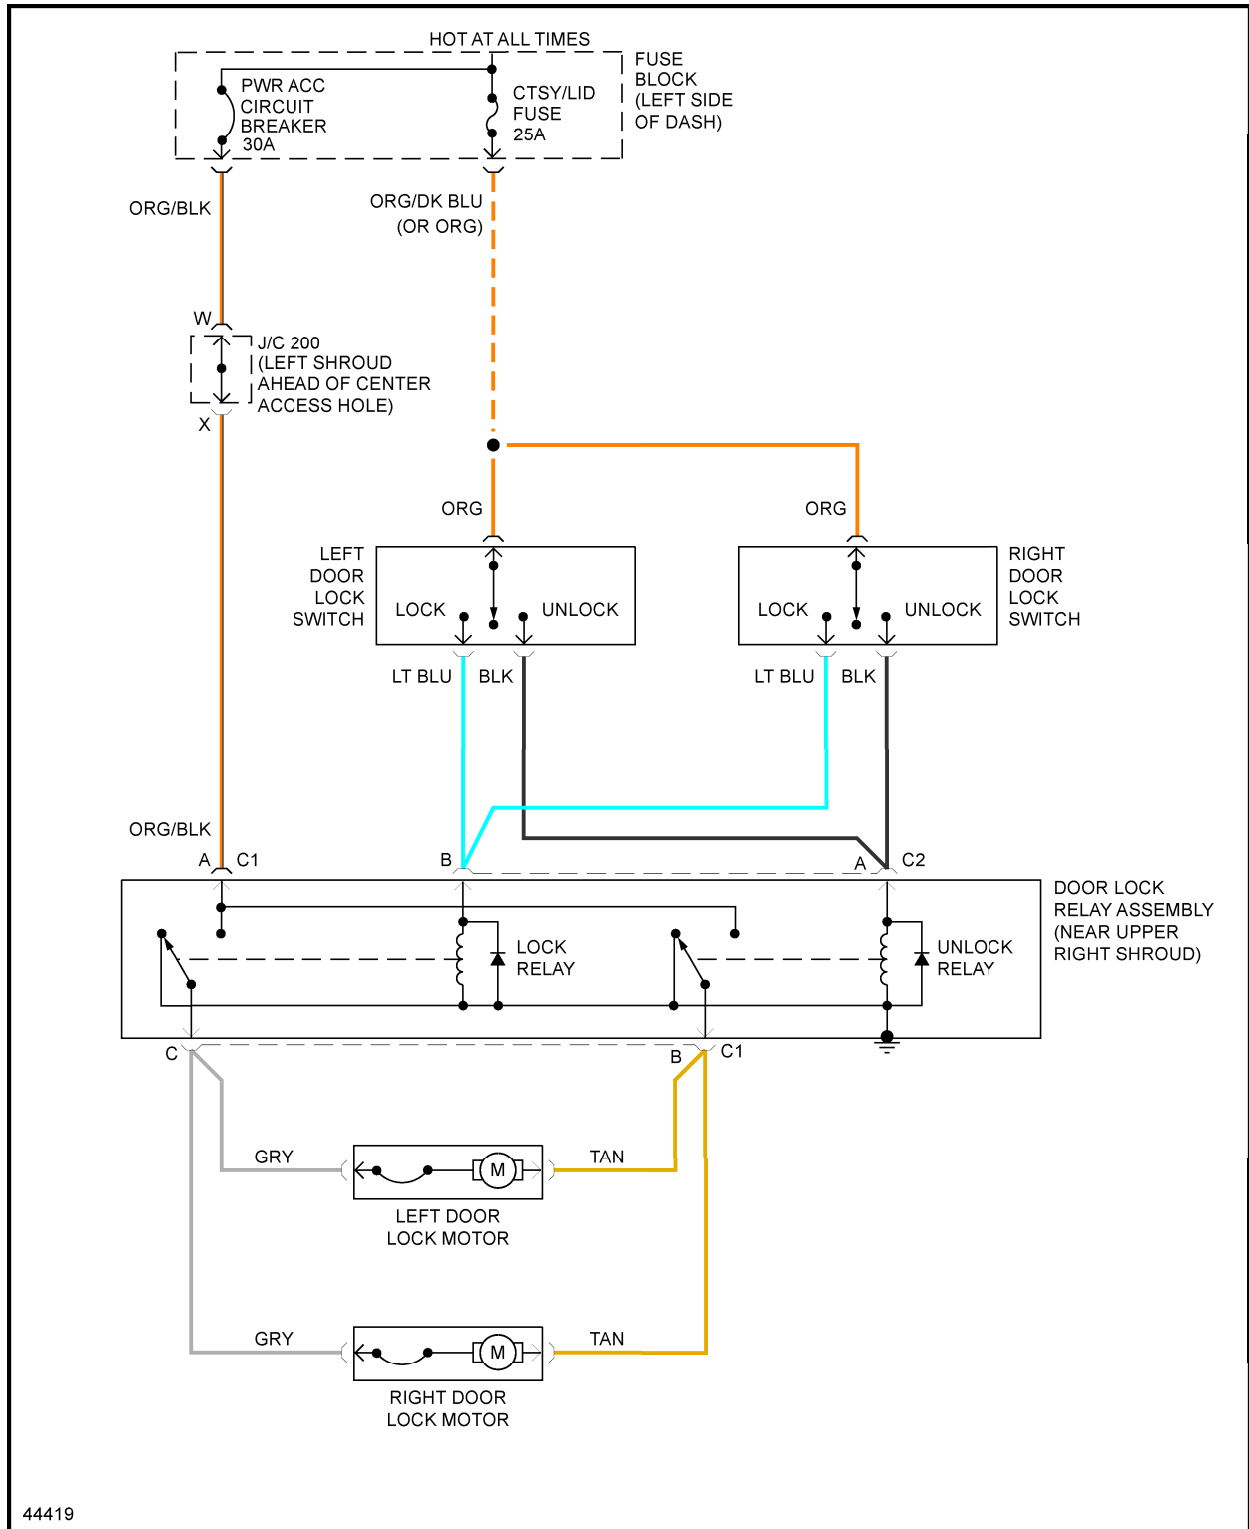 HOT AT ALL TIMES
FUSE
BLOCK
(LEFT SIDE
OF DASH)
PWR ACC
CIRCUIT
BREAKER
30A
CTSY/LID
FUSE
25A
ORG/BLK
ORG/DK BLU
(OR ORG)
W
J/C 200
(LEFT SHROUD
AHEAD OF CENTER
ACCESS HOLE)
X
ORG
ORG
LEFT
DOOR
LOCK
SWITCH
LOCK
UNLOCK
LOCK
UNLOCK
RIGHT
DOOR
LOCK
SWITCH
LT BLU
BLK
LT BLU
BLK
ORG/BLK
A
C1
B
A
C2
DOOR LOCK
RELAY ASSEMBLY
(NEAR UPPER
RIGHT SHROUD)
LOCK
RELAY
UNLOCK
RELAY
C
B
C1
GRY
M
TAN
LEFT DOOR
LOCK MOTOR
GRY
M
TAN
RIGHT DOOR
LOCK MOTOR
44419